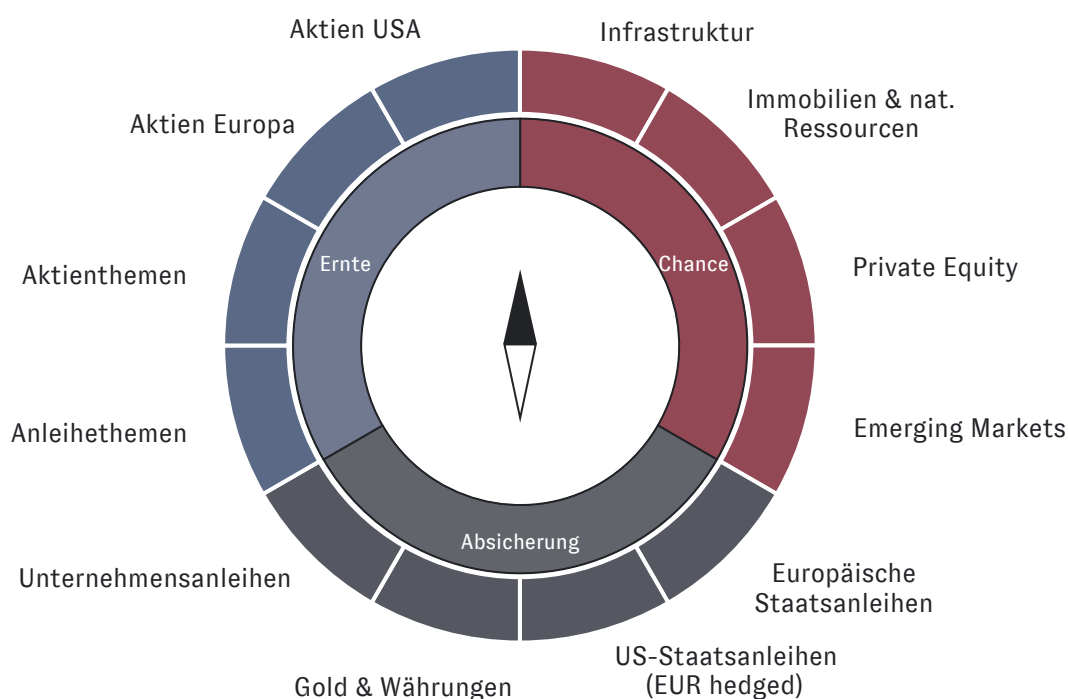 Aktien USA
Infrastruktur
Immobilien & nat.
Ressourcen
Aktien Europa
Ernte
Chance
Aktienthemen
Private Equity
Anleihethemen
Emerging Markets
Absicherung
Unternehmensanleihen
Europäische
Staatsanleihen
US-Staatsanleihen
(EUR hedged)
Gold & Währungen